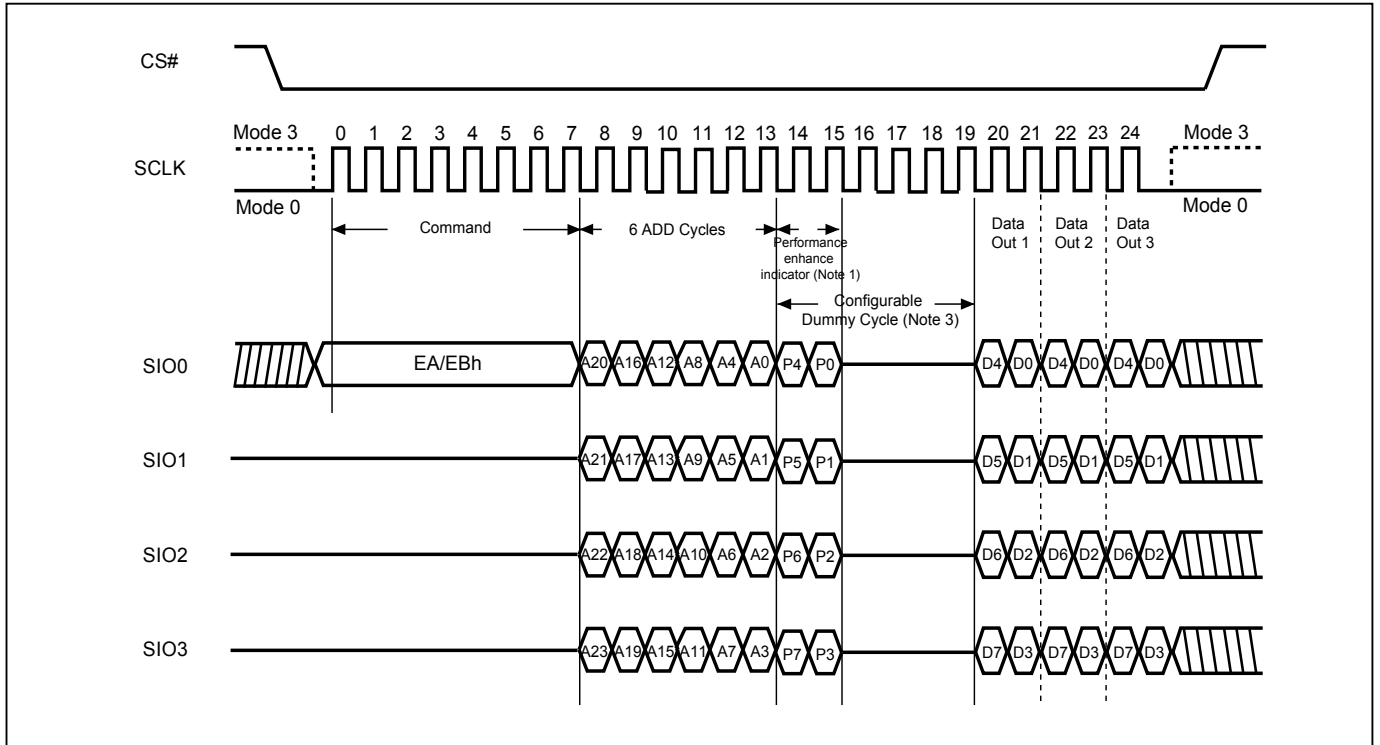 CS#
Mode 3 0 1 2 3 4 5 6 7 8 9 10 11 12 13 14 15 16 17 18 19 20 21 22 23 24 Mode 3
SCLK
Mode 0 Mode 0
Command 6 ADD Cycles Performance enhance indicator (Note 1) Data Out 1 Data Out 2 Data Out 3
Configurable
Dummy Cycle (Note 3)
SIO0 EA/EBh A20 A16 A12 A8 A4 A0 P4 P0 D4 D0 D4 D0 D4 D0
SIO1 A21 A17 A13 A9 A5 A1 P5 P1 D5 D1 D5 D1 D5 D1
SIO2 A22 A18 A14 A10 A6 A2 P6 P2 D6 D2 D6 D2 D6 D2
SIO3 A23 A19 A15 A11 A7 A3 P7 P3 D7 D3 D7 D3 D7 D3